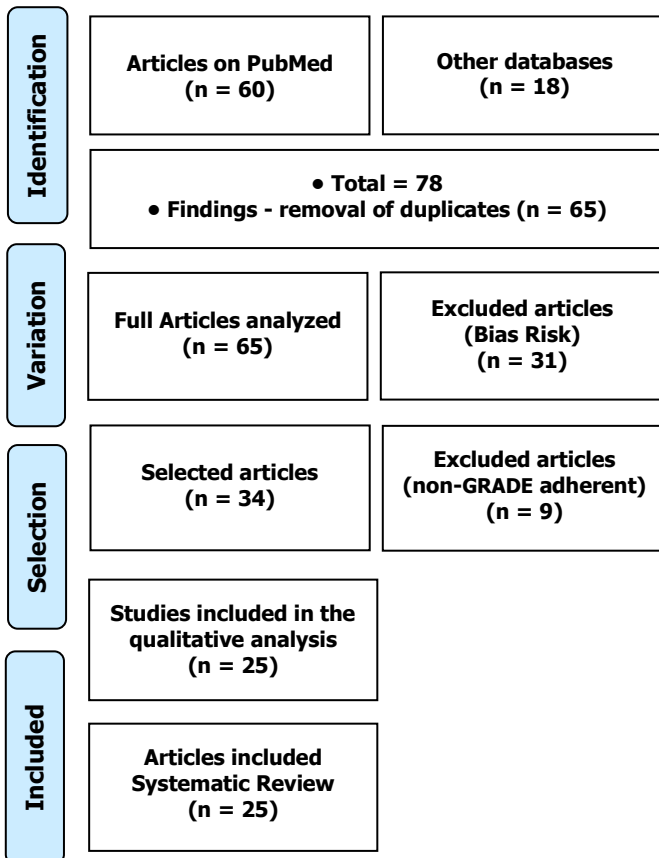 Identification
Articles on PubMed
(n = 60)
Other databases
(n = 18)
• Total = 78
• Findings - removal of duplicates (n = 65)
Variation
Full Articles analyzed
(n = 65)
Excluded articles
(Bias Risk)
(n = 31)
Selection
Selected articles
(n = 34)
Excluded articles
(non-GRADE adherent)
(n = 9)
Studies included in the
qualitative analysis
(n = 25)
Included
Articles included
Systematic Review
(n = 25)